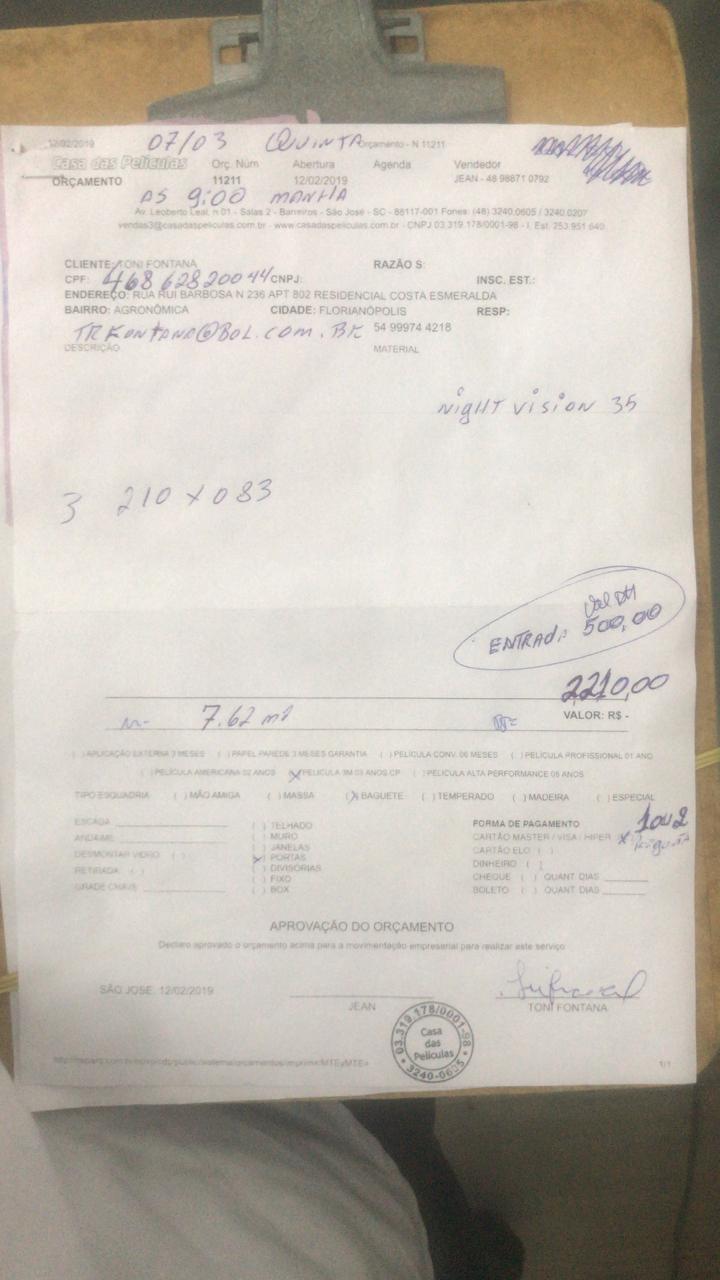 12/02/2019 07/03 QUINTA Orçamento - N 11211
Casa das Películas Orç. Núm Abertura Agenda Vendedor
ORÇAMENTO 11211 12/02/2019 JEAN - 48 98871 0792
AS 9:00 MANHÃ
Av. Leoberto Leal, n 01 - Salas 2 - Barreiros - São José - SC - 88117-001 Fones: (48) 3240.0605 / 3240.0207
vendas3@casadaspeliculas.com.br - www.casadaspeliculas.com.br - CNPJ 03.319.178/0001-98 - I. Est. 253.951.640
CLIENTE: TONI FONTANA RAZÃO S:
CPF: 468 628 200 44 CNPJ: INSC. EST.:
ENDEREÇO: RUA RUI BARBOSA N 236 APT 802 RESIDENCIAL COSTA ESMERALDA
BAIRRO: AGRONÔMICA CIDADE: FLORIANÓPOLIS RESP:
TRFONTANA@BOL.COM.BR 54 99974 4218
DESCRIÇÃO MATERIAL
NIGHT VISION 35
3 210 X 083
ENTRAD: 500,00
2210,00
7.62 m² VALOR: R$ -
( ) APLICAÇÃO EXTERNA 3 MESES ( ) PAPEL PAREDE 3 MESES GARANTIA ( ) PELÍCULA CONV. 06 MESES ( ) PELÍCULA PROFISSIONAL 01 ANO
( ) PELÍCULA AMERICANA 02 ANOS (X) PELÍCULA 3M 03 ANOS CP ( ) PELÍCULA ALTA PERFORMANCE 05 ANOS
TIPO ESQUADRIA ( ) MÃO AMIGA ( ) MASSA (X) BAGUETE ( ) TEMPERADO ( ) MADEIRA ( ) ESPECIAL
ESCADA
ANDAIME
DESMONTAR VIDRO ( )
RETIRADA: ( )
GRADE CHAVE
( ) TELHADO
( ) MURO
( ) JANELAS
(X) PORTAS
( ) DIVISÓRIAS
( ) FIXO
( ) BOX
FORMA DE PAGAMENTO 1 OU 2
CARTÃO MASTER / VISA / HIPER X
CARTÃO ELO ( )
DINHEIRO ( )
CHEQUE ( ) QUANT DIAS
BOLETO ( ) QUANT DIAS
APROVAÇÃO DO ORÇAMENTO
Declaro aprovado o orçamento acima para a movimentação empresarial para realizar este serviço
SÃO JOSE. 12/02/2019
JEAN TONI FONTANA
03.319.178/0001-98
Casa
das
Películas
3240-0605
1/1